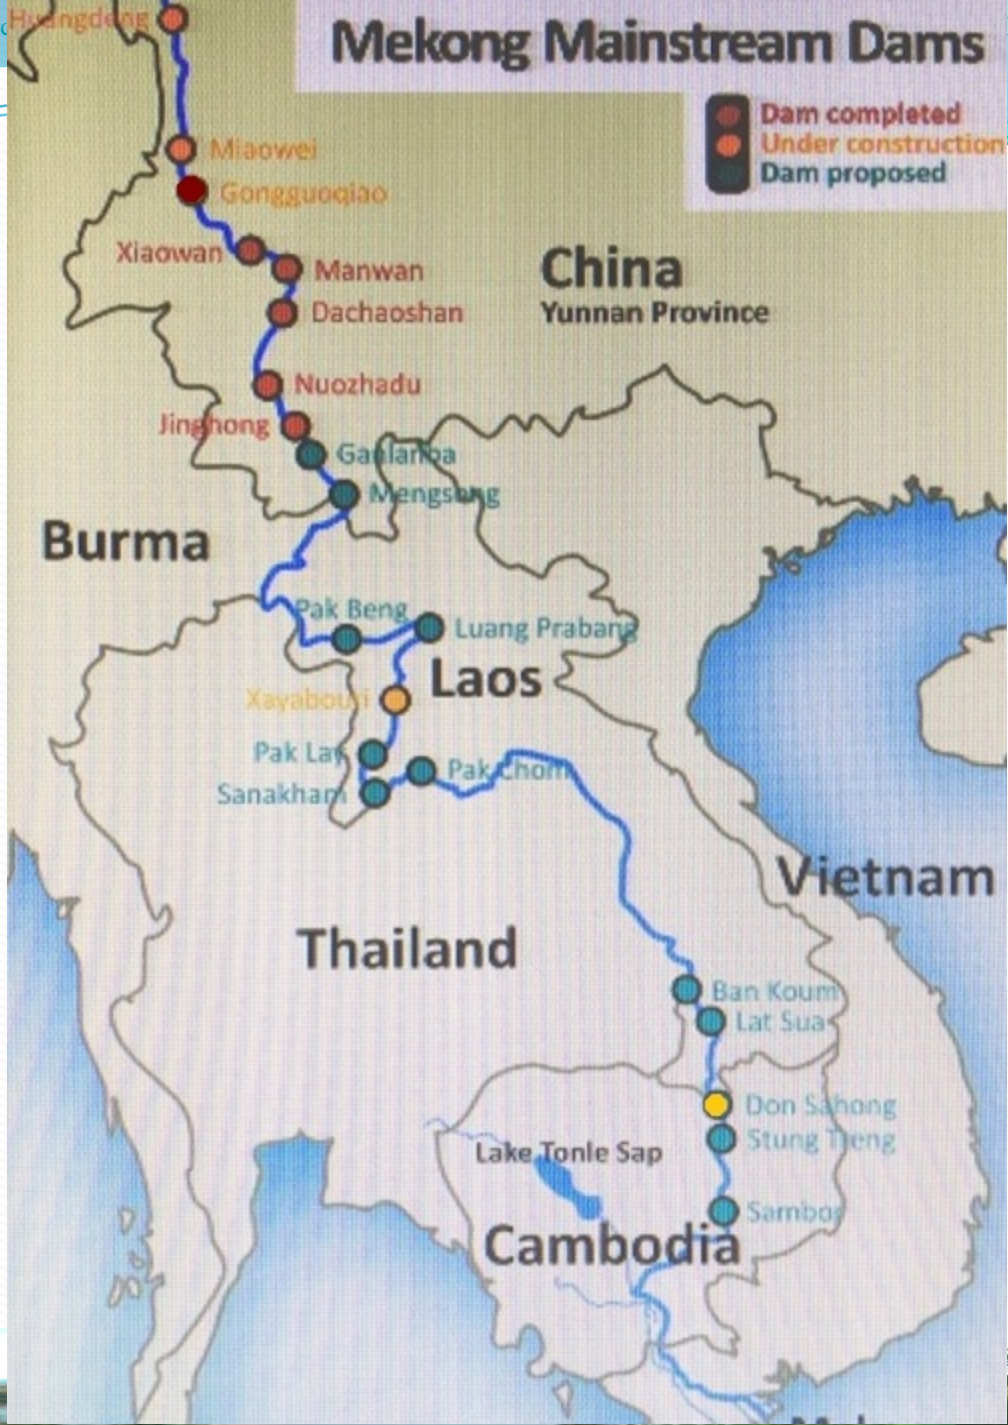 Huangdeng
Mekong Mainstream Dams
Dam completed
Under construction
Dam proposed
Miaowei
Gongguoqiao
Xiaowan
Manwan
China
Yunnan Province
Dachaoshan
Nuozhadu
Jinghong
Ganlanba
Mengsong
Burma
Pak Beng
Luang Prabang
Laos
Xayabouri
Pak Lay
Pak Chom
Sanakham
Vietnam
Thailand
Ban Koum
Lat Sua
Don Sahong
Stung Treng
Lake Tonle Sap
Sambor
Cambodia